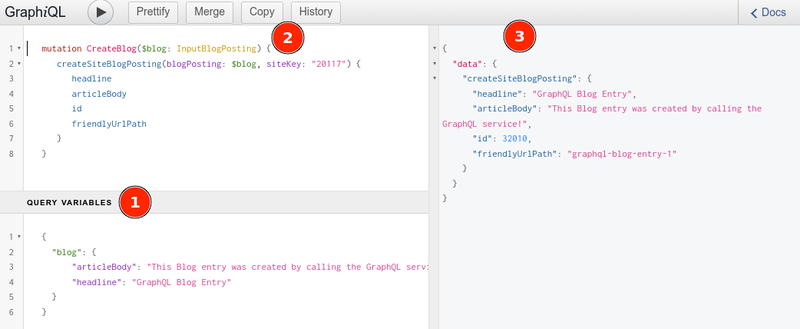 GraphiQL Prettify Merge Copy History Docs
2
1 mutation CreateBlog($blog: InputBlogPosting) {
2 createSiteBlogPosting(blogPosting: $blog, siteKey: "20117") {
3 headline
4 articleBody
5 id
6 friendlyUrlPath
7 }
8 }
QUERY VARIABLES 1
1 {
2 "blog": {
3 "articleBody": "This Blog entry was created by calling the GraphQL servi
4 "headline": "GraphQL Blog Entry"
5 }
6 }
3
{
"data": {
"createSiteBlogPosting": {
"headline": "GraphQL Blog Entry",
"articleBody": "This Blog entry was created by calling the
GraphQL service!",
"id": 32010,
"friendlyUrlPath": "graphql-blog-entry-1"
}
}
}